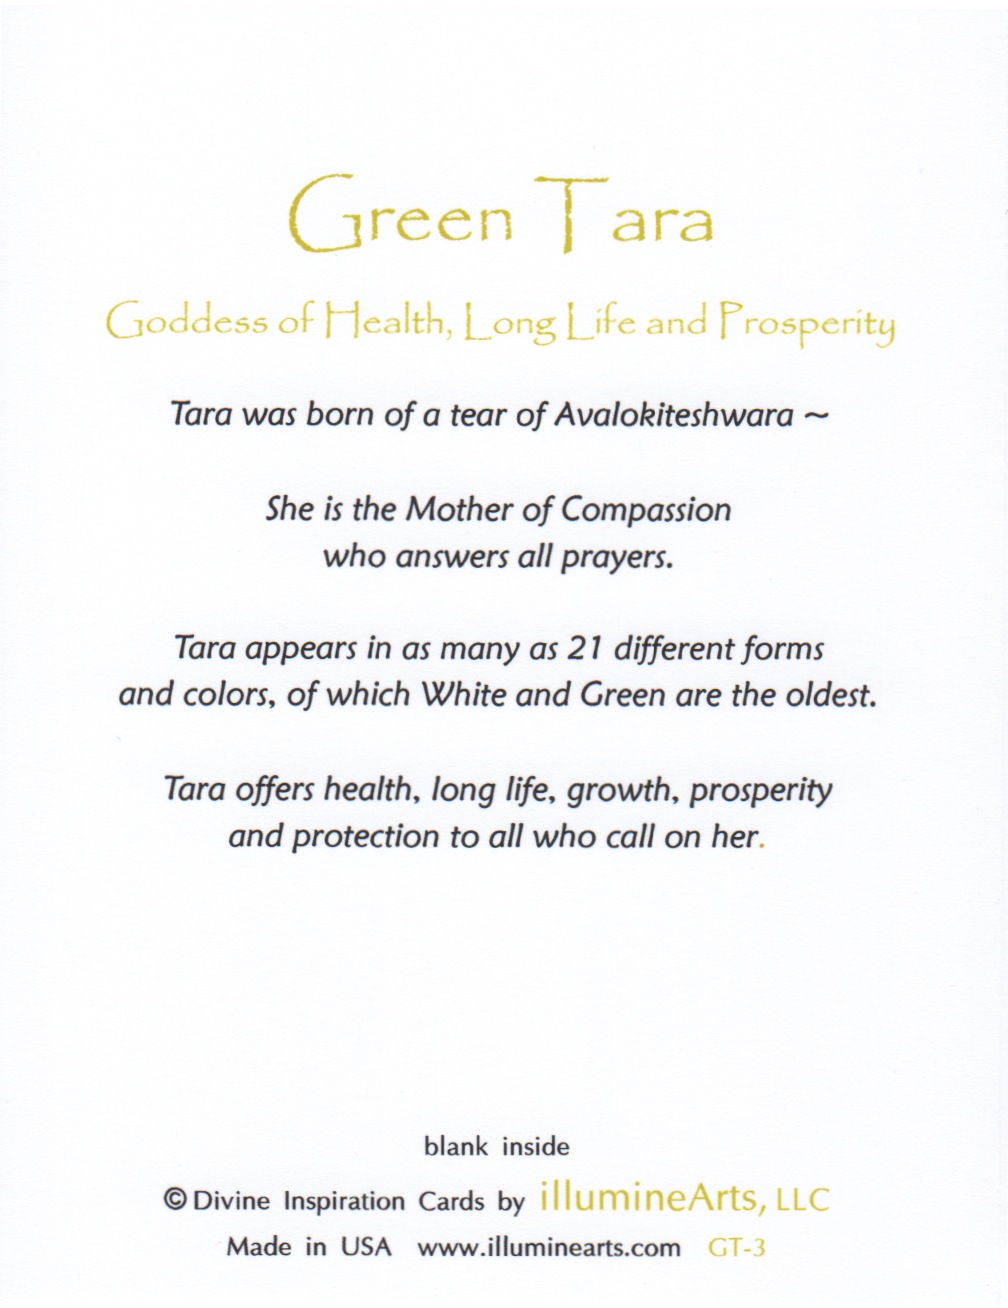 Green Tara
Goddess of Health, Long Life and Prosperity
Tara was born of a tear of Avalokiteshwara ~
She is the Mother of Compassion
who answers all prayers.
Tara appears in as many as 21 different forms
and colors, of which White and Green are the oldest.
Tara offers health, long life, growth, prosperity
and protection to all who call on her.
blank inside
© Divine Inspiration Cards by illumineArts, LLC
Made in USA www.illuminearts.com GT-3